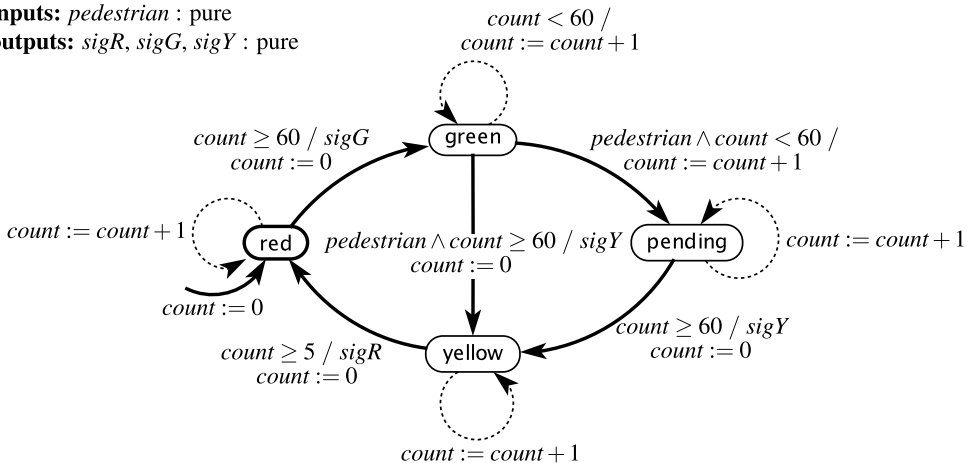 nputs: pedestrian : pure
outputs: sigR, sigG, sigY : pure
count < 60 /
count := count + 1
count ≥ 60 / sigG
count := 0
green
pedestrian ∧ count < 60 /
count := count + 1
count := count + 1
red
pedestrian ∧ count ≥ 60 / sigY
count := 0
pending
count := count + 1
count := 0
count ≥ 5 / sigR
count := 0
yellow
count ≥ 60 / sigY
count := 0
count := count + 1